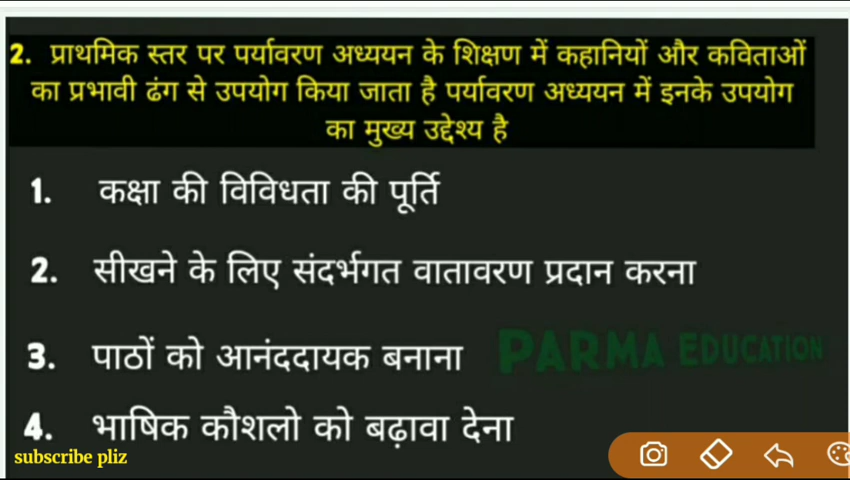 2. प्राथमिक स्तर पर पर्यावरण अध्ययन के शिक्षण में कहानियों और कविताओं
का प्रभावी ढंग से उपयोग किया जाता है पर्यावरण अध्ययन में इनके उपयोग
का मुख्य उद्देश्य है
1. कक्षा की विविधता की पूर्ति
2. सीखने के लिए संदर्भगत वातावरण प्रदान करना
3. पाठों को आनंददायक बनाना
PARMA EDUCATION
4. भाषिक कौशलो को बढ़ावा देना
subscribe pliz